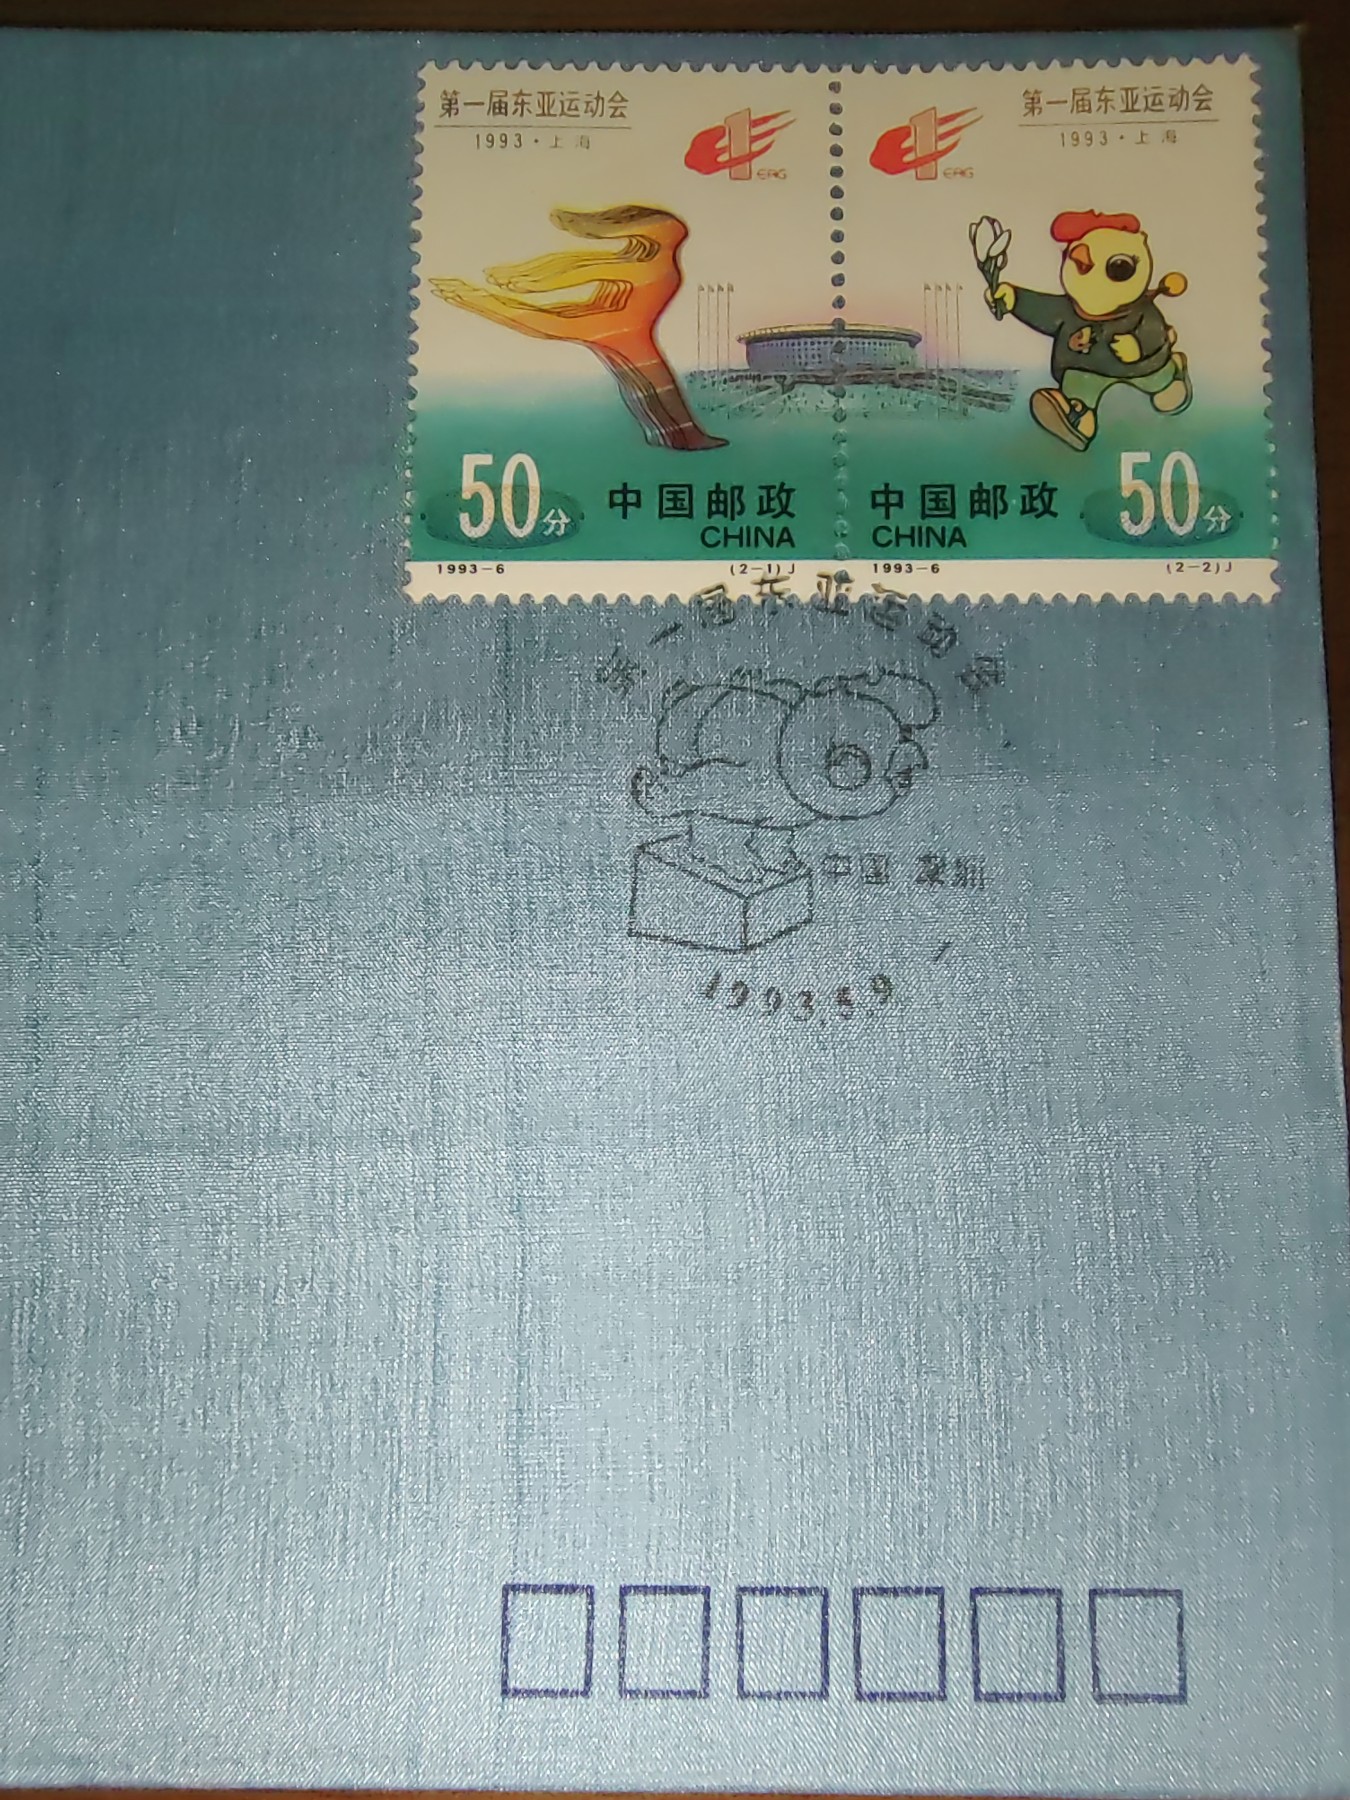 第一届东亚运动会
1993·上海
EAG
50分
中国邮政
CHINA
1993-6
(2-1)J
第一届东亚运动会
1993·上海
EAG
中国邮政
CHINA
50分
1993-6
(2-2)J
第一届东亚运动会
中国 深圳
1993.5.9